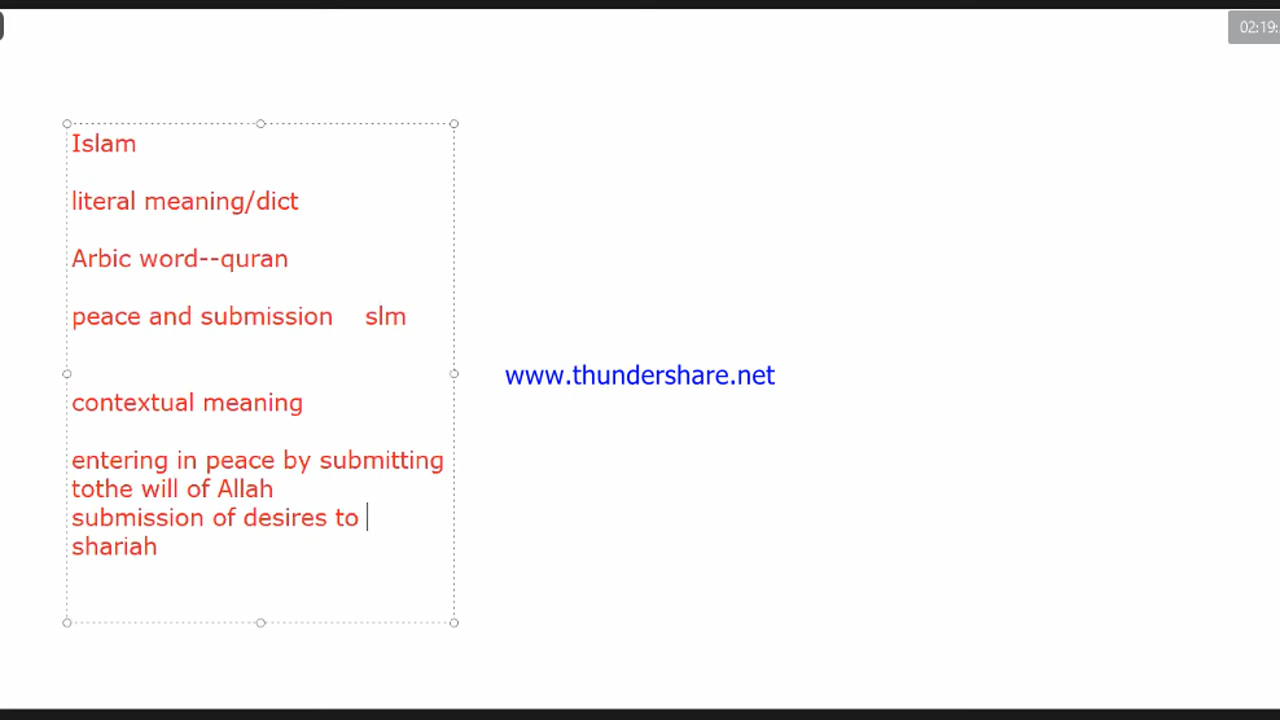 02:19:
Islam
literal meaning/dict
Arbic word--quran
peace and submission slm
www.thundershare.net
contextual meaning
entering in peace by submitting
tothe will of Allah
submission of desires to
shariah